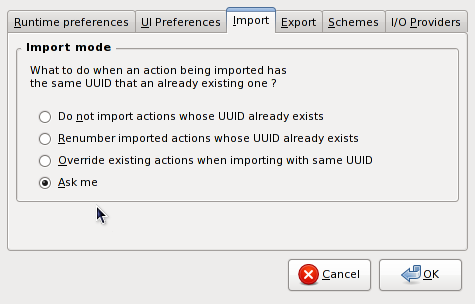 Runtime preferences UI Preferences Import Export Schemes I/O Providers
Import mode
What to do when an action being imported has
the same UUID that an already existing one ?
Do not import actions whose UUID already exists
Renumber imported actions whose UUID already exists
Override existing actions when importing with same UUID
Ask me
Cancel OK